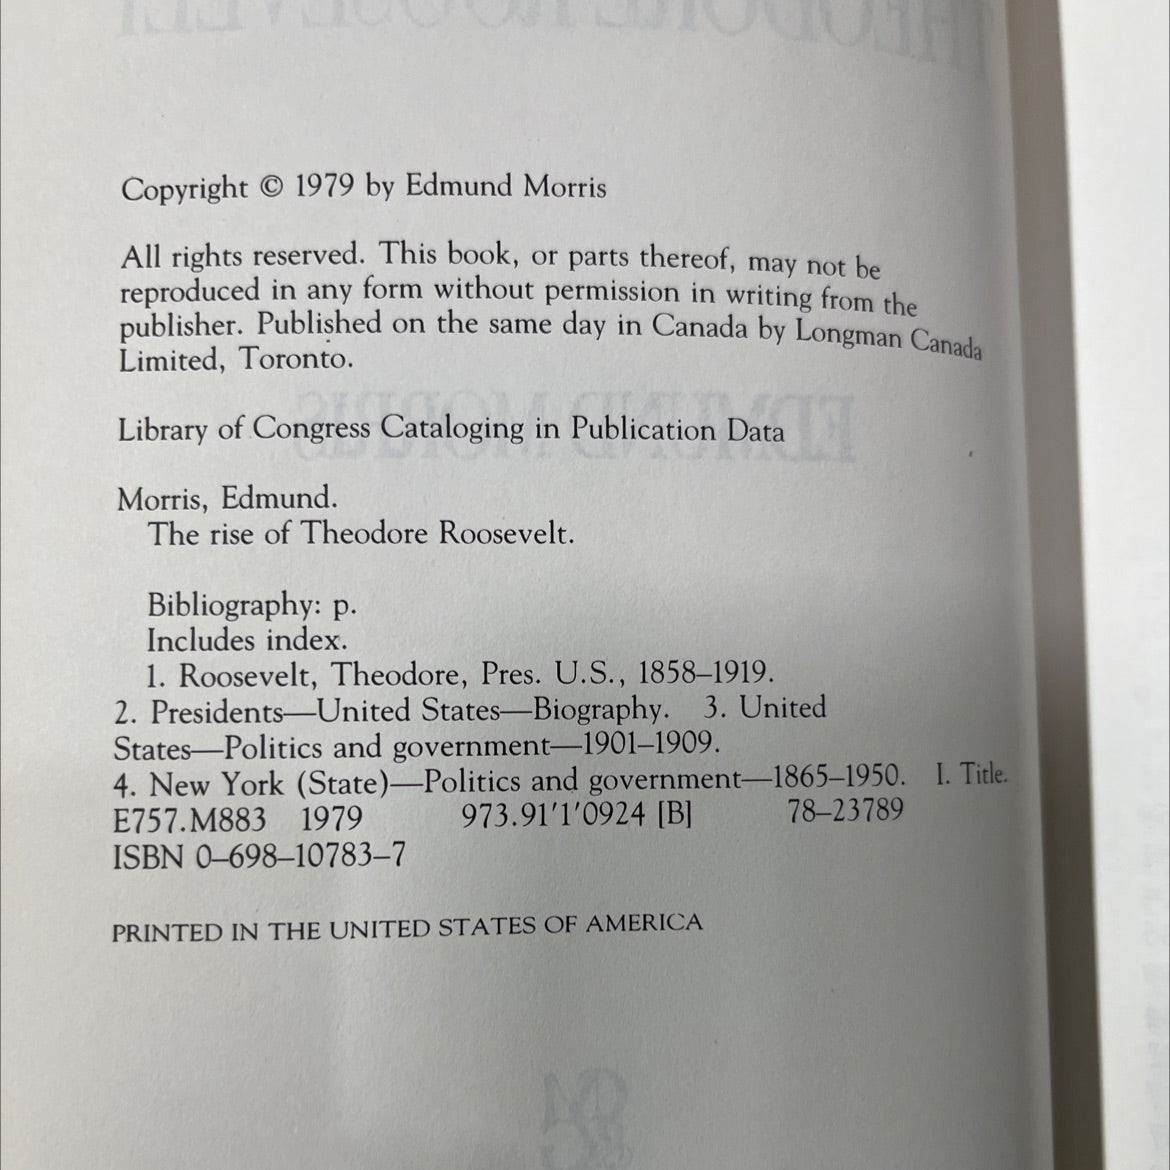 Copyright © 1979 by Edmund Morris
All rights reserved. This book, or parts thereof, may not be
reproduced in any form without permission in writing from the
publisher. Published on the same day in Canada by Longman Canada
Limited, Toronto.
Library of Congress Cataloging in Publication Data
Morris, Edmund.
The rise of Theodore Roosevelt.
Bibliography: p.
Includes index.
1. Roosevelt, Theodore, Pres. U.S., 1858–1919.
2. Presidents—United States—Biography. 3. United
States—Politics and government—1901–1909.
4. New York (State)—Politics and government—1865–1950. I. Title.
E757.M883 1979 973.91'1'0924 [B] 78–23789
ISBN 0–698–10783–7
PRINTED IN THE UNITED STATES OF AMERICA